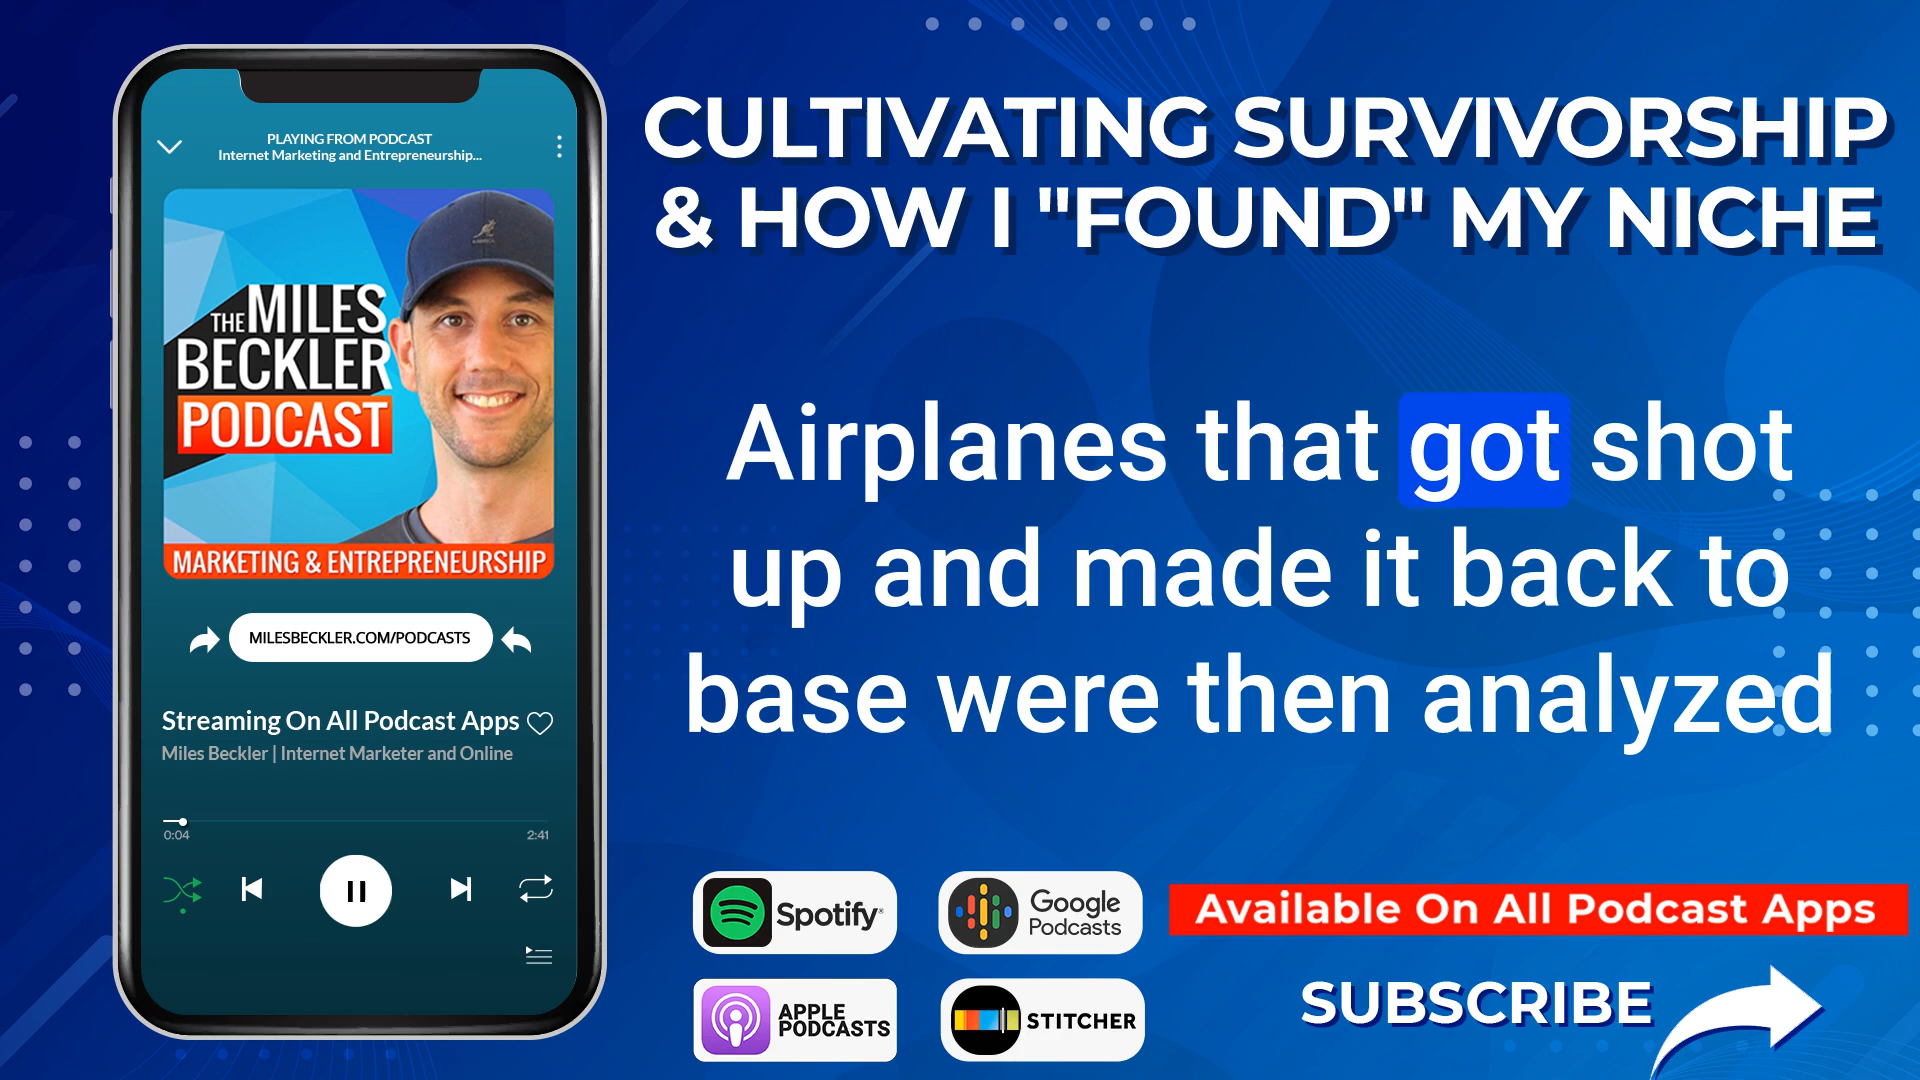 PLAYING FROM PODCAST
Internet Marketing and Entrepreneurship...
THE MILES
BECKLER
PODCAST
MARKETING & ENTREPRENEURSHIP
MILESBECKLER.COM/PODCASTS
Streaming On All Podcast Apps
Miles Beckler | Internet Marketer and Online
0:04
2:41
CULTIVATING SURVIVORSHIP
& HOW I "FOUND" MY NICHE
Airplanes that got shot
up and made it back to
base were then analyzed
Spotify
Google
Podcasts
APPLE
PODCASTS
STITCHER
Available On All Podcast Apps
SUBSCRIBE